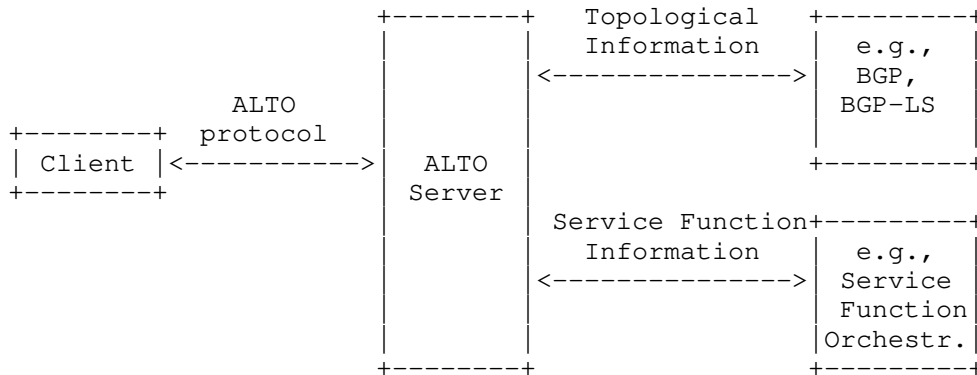 Topological
Information
e.g.,
BGP,
BGP-LS
ALTO
protocol
Client
ALTO
Server
Service Function
Information
e.g.,
Service
Function
Orchestr.